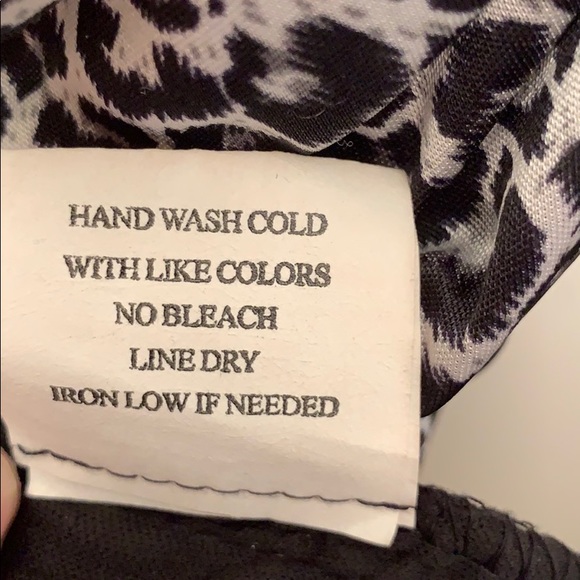 HAND WASH COLD
WITH LIKE COLORS
NO BLEACH
LINE DRY
IRON LOW IF NEEDED